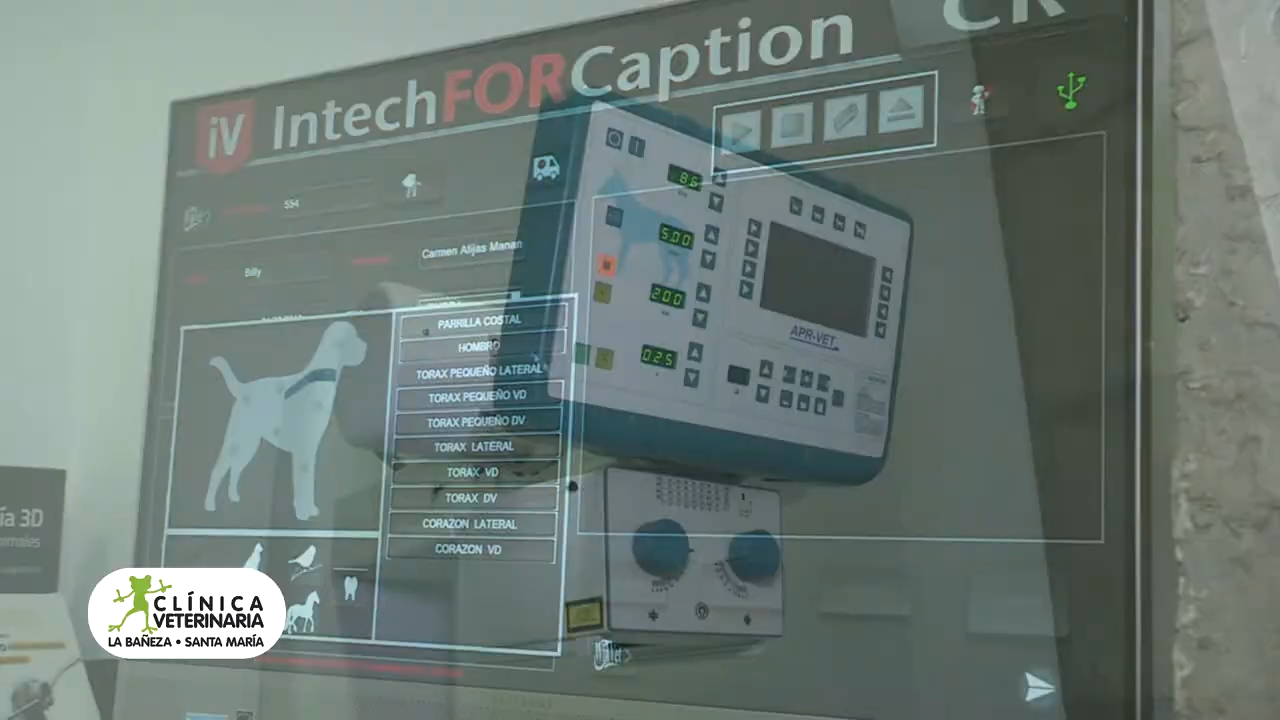 IntechFORCaption CR
iV
554
Billy
Carmen Alijas Manan
PARRILLA COSTAL
HOMBRO
TORAX PEQUEÑO LATERAL
TORAX PEQUEÑO VD
TORAX PEQUEÑO DV
TORAX LATERAL
TORAX VD
TORAX DV
CORAZON LATERAL
CORAZON VD
86
500
200
025
APR-VET
ía 3D
CLÍNICA
VETERINARIA
LA BAÑEZA • SANTA MARÍA